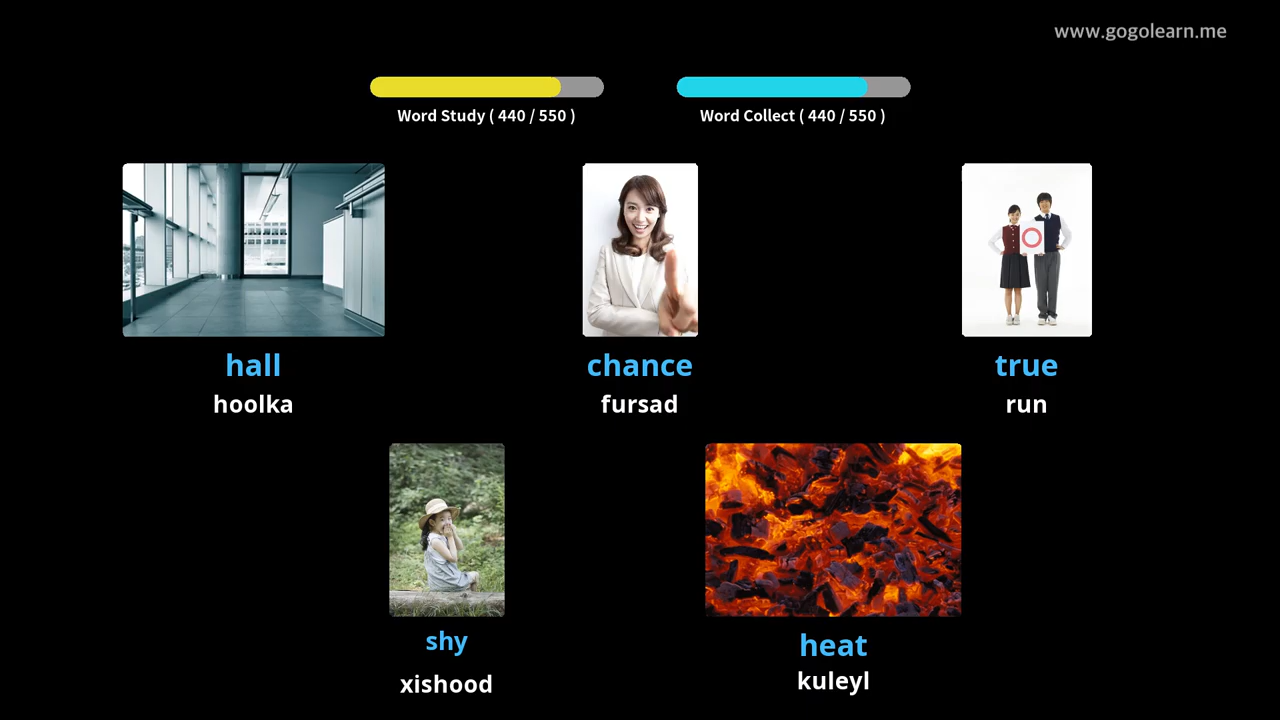 www.gogolearn.me
Word Study ( 440 / 550 )
Word Collect ( 440 / 550 )
hall
hoolka
chance
fursad
true
run
shy
xishood
heat
kuleyl